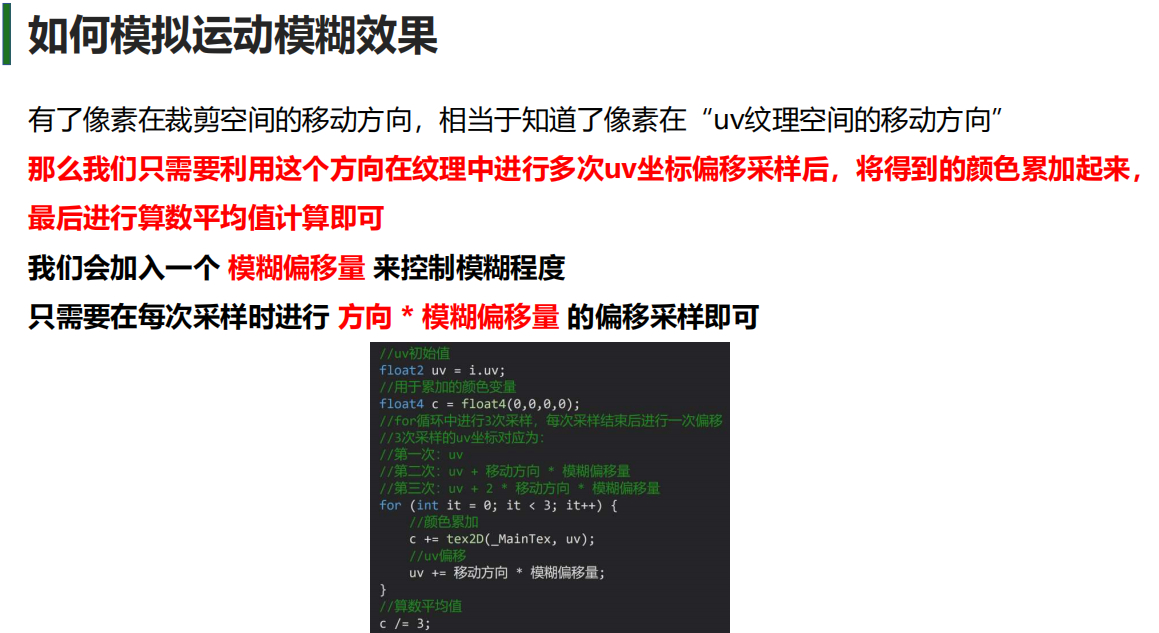 如何模拟运动模糊效果
有了像素在裁剪空间的移动方向，相当于知道了像素在“uv纹理空间的移动方向”
那么我们只需要利用这个方向在纹理中进行多次uv坐标偏移采样后，将得到的颜色累加起来，
最后进行算数平均值计算即可
我们会加入一个 模糊偏移量 来控制模糊程度
只需要在每次采样时进行 方向 * 模糊偏移量 的偏移采样即可
//uv初始值
float2 uv = i.uv;
//用于累加的颜色变量
float4 c = float4(0,0,0,0);
//for循环中进行3次采样，每次采样结束后进行一次偏移
//3次采样的uv坐标对应为：
//第一次：uv
//第二次：uv + 移动方向 * 模糊偏移量
//第三次：uv + 2 * 移动方向 * 模糊偏移量
for (int it = 0; it < 3; it++) {
//颜色累加
c += tex2D(_MainTex, uv);
//uv偏移
uv += 移动方向 * 模糊偏移量;
}
//算数平均值
c /= 3;